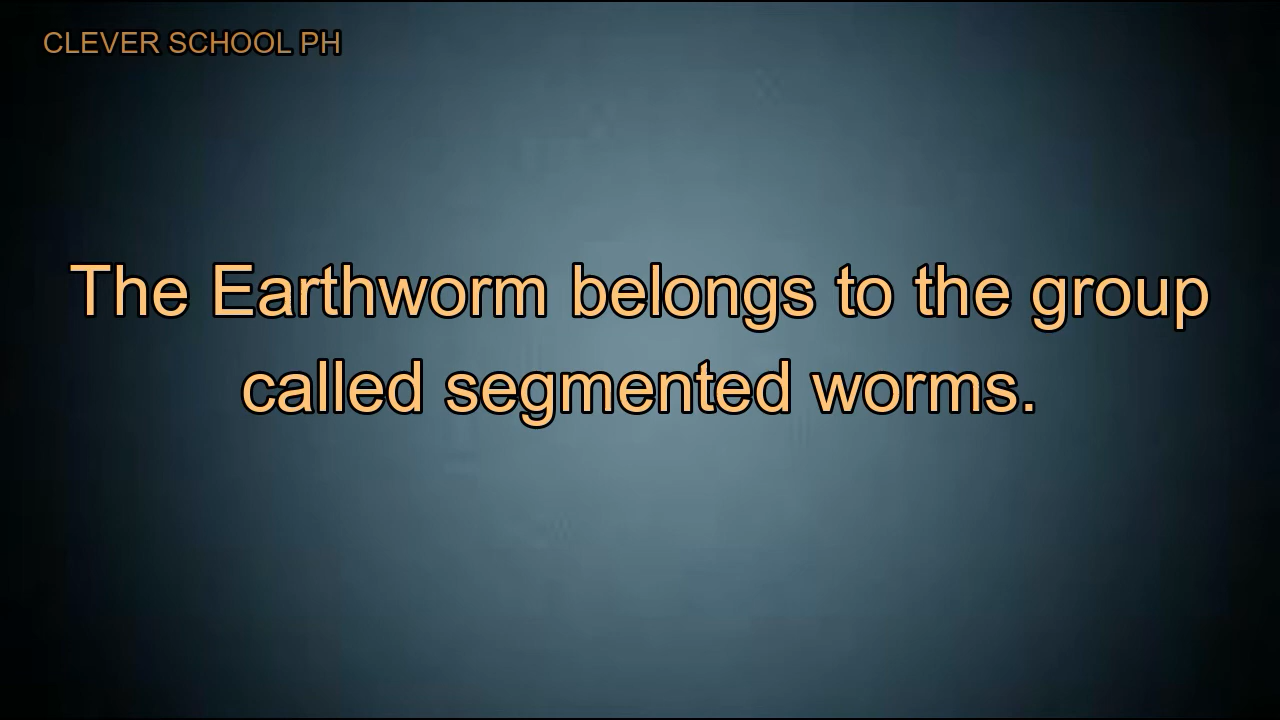 CLEVER SCHOOL PH
The Earthworm belongs to the group
called segmented worms.